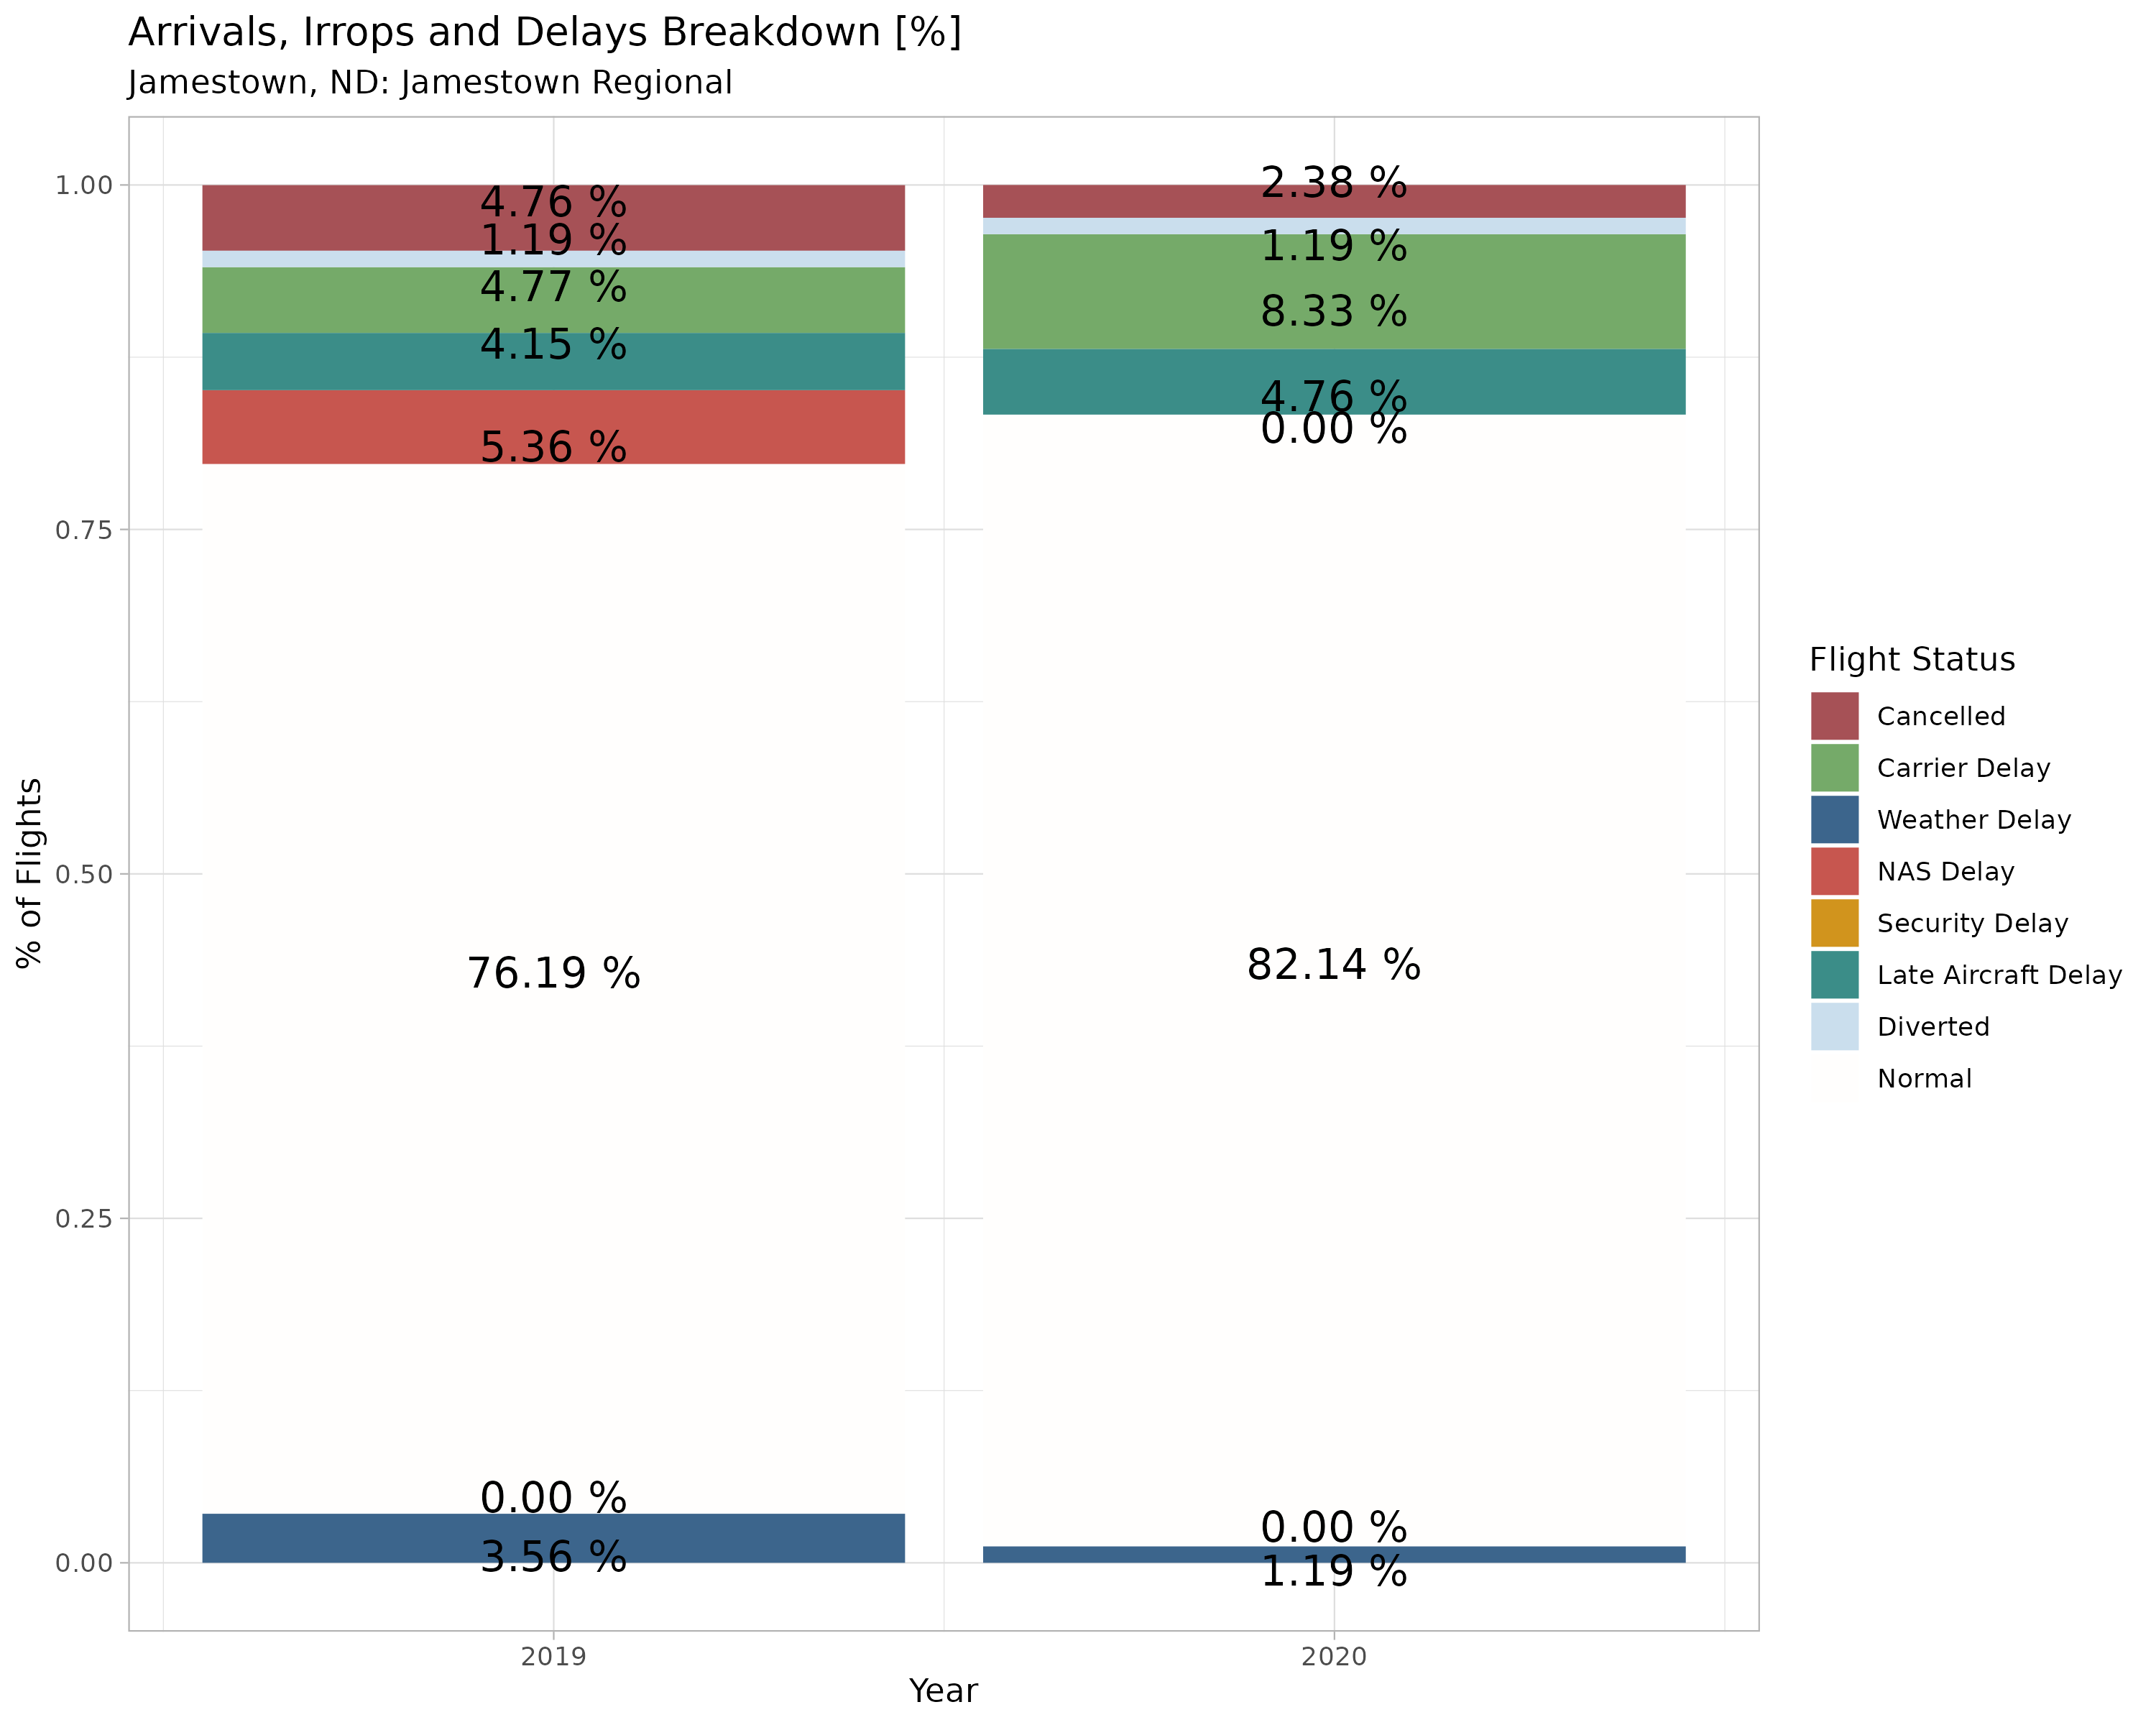 Arrivals, Irrops and Delays Breakdown [%]
Jamestown, ND: Jamestown Regional
% of Flights
1.00
0.75
0.50
0.25
0.00
4.76 %
1.19 %
4.77 %
4.15 %
5.36 %
76.19 %
0.00 %
3.56 %
2.38 %
1.19 %
8.33 %
4.76 %
0.00 %
82.14 %
0.00 %
1.19 %
2019
2020
Year
Flight Status
Cancelled
Carrier Delay
Weather Delay
NAS Delay
Security Delay
Late Aircraft Delay
Diverted
Normal